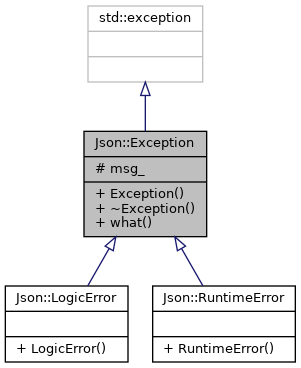 std::exception
Json::Exception
# msg_
+ Exception()
+ ~Exception()
+ what()
Json::LogicError
+ LogicError()
Json::RuntimeError
+ RuntimeError()